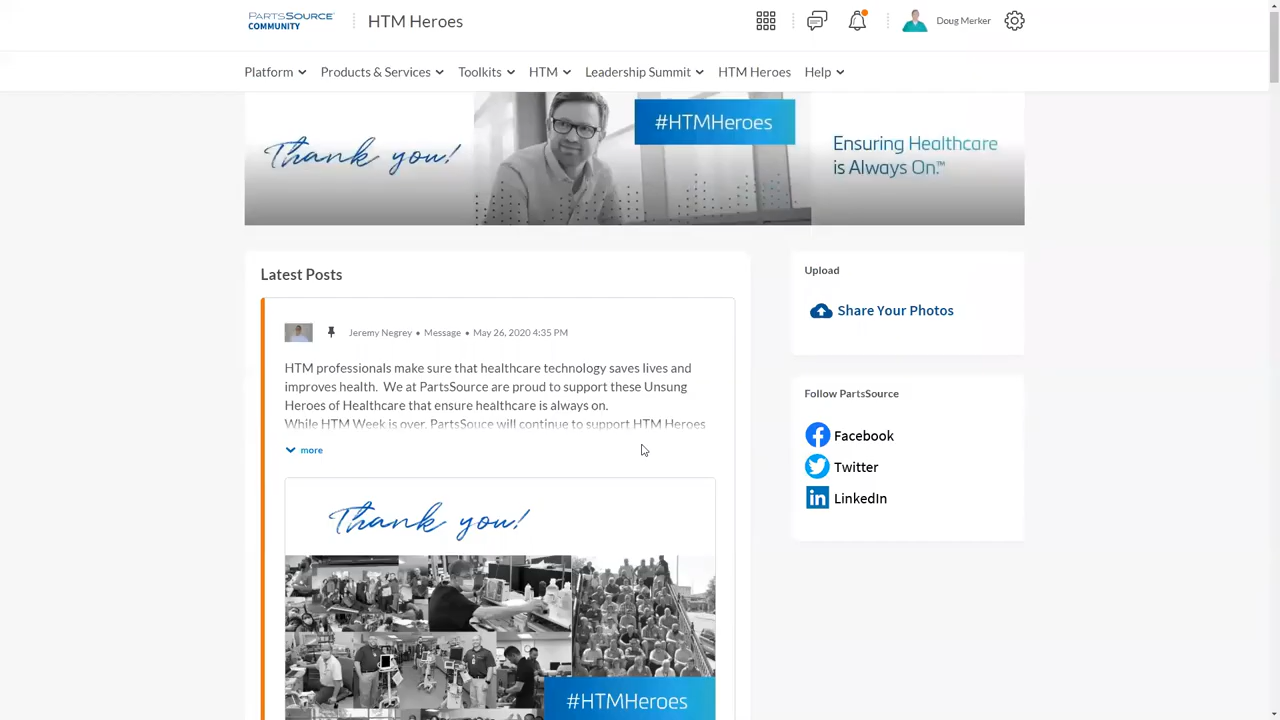 PARTSSOURCE
COMMUNITY
HTM Heroes
Doug Merker
Platform
Products & Services
Toolkits
HTM
Leadership Summit
HTM Heroes
Help
Thank you!
#HTMHeroes
Ensuring Healthcare
is Always On.™
Latest Posts
Jeremy Negrey • Message • May 26, 2020 4:35 PM
HTM professionals make sure that healthcare technology saves lives and
improves health. We at PartsSource are proud to support these Unsung
Heroes of Healthcare that ensure healthcare is always on.
While HTM Week is over, PartsSouce will continue to support HTM Heroes
more
Thank you!
#HTMHeroes
Upload
Share Your Photos
Follow PartsSource
Facebook
Twitter
LinkedIn